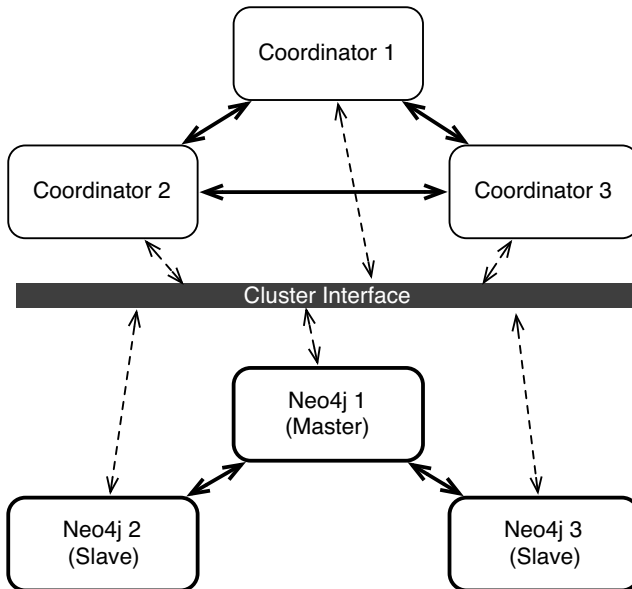 Coordinator 1
Coordinator 2
Coordinator 3
Cluster Interface
Neo4j 1
(Master)
Neo4j 2
(Slave)
Neo4j 3
(Slave)